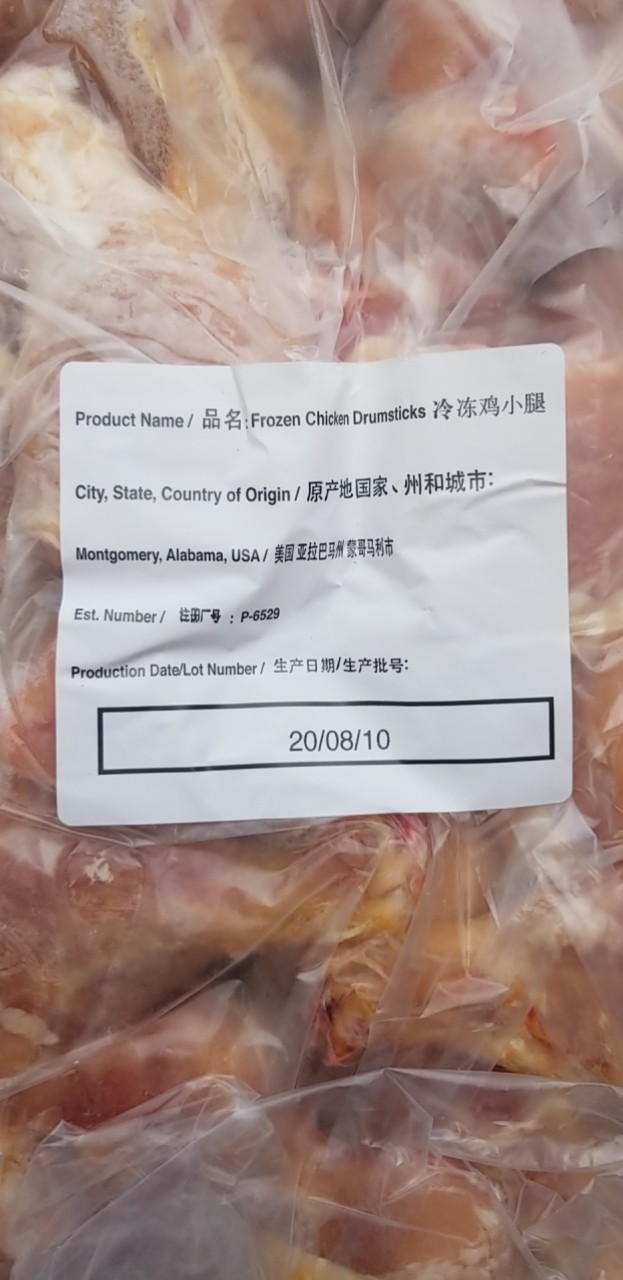 Product Name / 品名: Frozen Chicken Drumsticks 冷冻鸡小腿
City, State, Country of Origin / 原产地国家、州和城市:
Montgomery, Alabama, USA / 美国 亚拉巴马州 蒙哥马利市
Est. Number / 注册厂号 : P-6529
Production Date/Lot Number / 生产日期/生产批号:
20/08/10